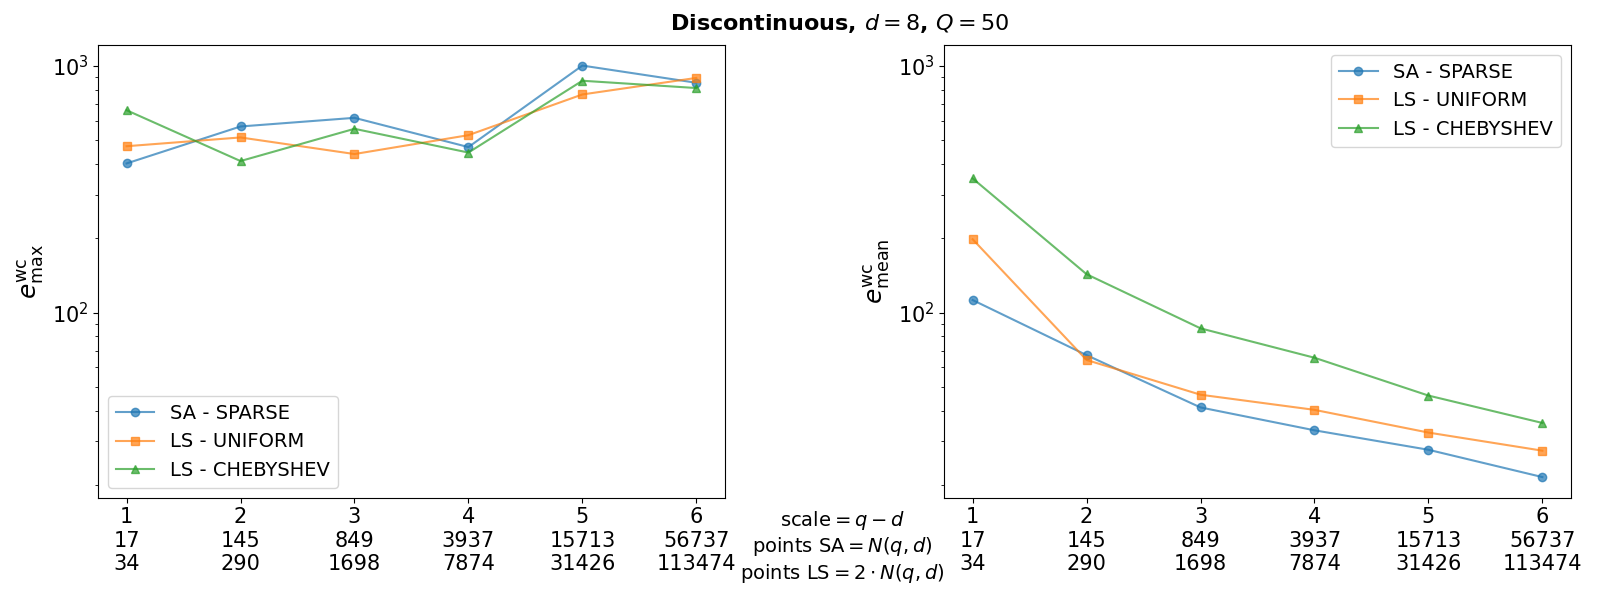 Discontinuous, d = 8, Q = 50
10³
10²
e^wc_max
SA - SPARSE
LS - UNIFORM
LS - CHEBYSHEV
1 2 3 4 5 6
17 145 849 3937 15713 56737
34 290 1698 7874 31426 113474
scale = q − d
points SA = N(q, d)
points LS = 2 · N(q, d)
10³
10²
e^wc_mean
SA - SPARSE
LS - UNIFORM
LS - CHEBYSHEV
1 2 3 4 5 6
17 145 849 3937 15713 56737
34 290 1698 7874 31426 113474